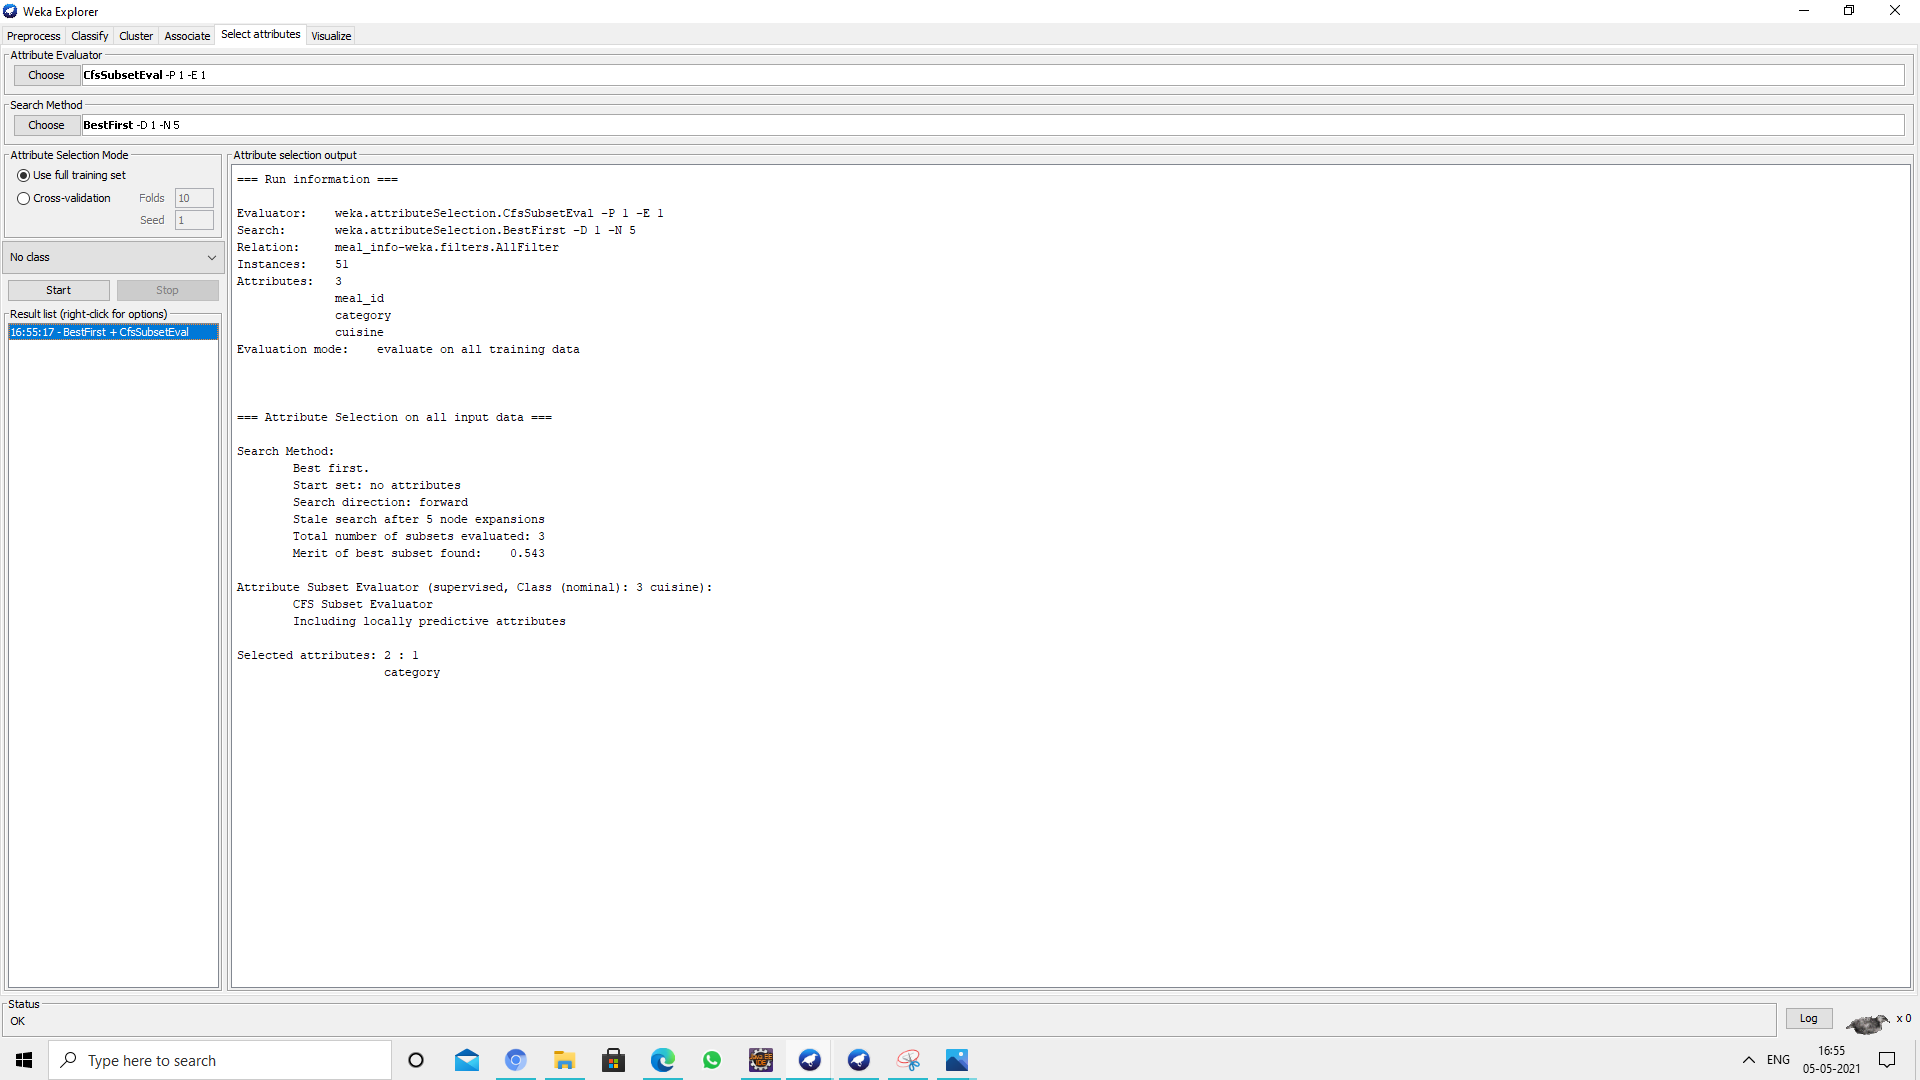 Weka Explorer
Preprocess Classify Cluster Associate Select attributes Visualize
Attribute Evaluator
Choose CfsSubsetEval -P 1 -E 1
Search Method
Choose BestFirst -D 1 -N 5
Attribute Selection Mode
Use full training set
Cross-validation Folds 10
Seed 1
No class
Start Stop
Result list (right-click for options)
16:55:17 - BestFirst + CfsSubsetEval
Attribute selection output
=== Run information ===
Evaluator: weka.attributeSelection.CfsSubsetEval -P 1 -E 1
Search: weka.attributeSelection.BestFirst -D 1 -N 5
Relation: meal_info-weka.filters.AllFilter
Instances: 51
Attributes: 3
meal_id
category
cuisine
Evaluation mode: evaluate on all training data
=== Attribute Selection on all input data ===
Search Method:
Best first.
Start set: no attributes
Search direction: forward
Stale search after 5 node expansions
Total number of subsets evaluated: 3
Merit of best subset found: 0.543
Attribute Subset Evaluator (supervised, Class (nominal): 3 cuisine):
CFS Subset Evaluator
Including locally predictive attributes
Selected attributes: 2 : 1
category
Status
OK
Log x 0
Type here to search
ENG
16:55
05-05-2021